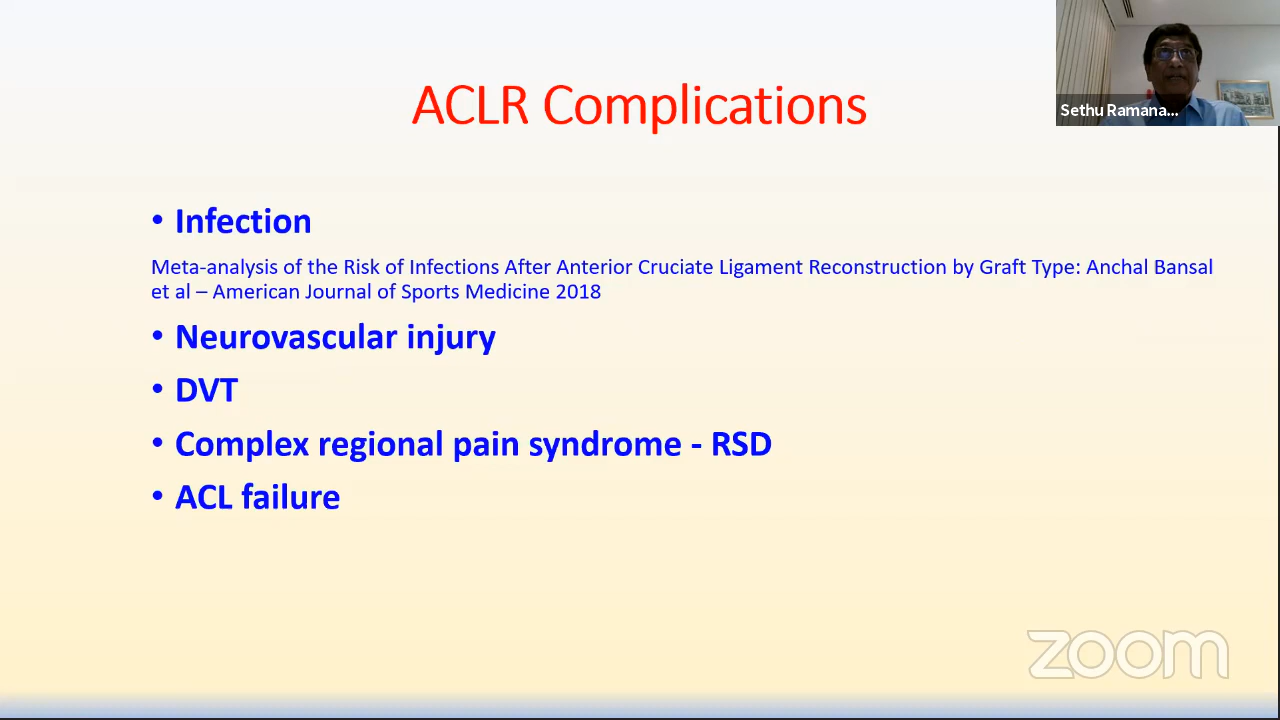 ACLR Complications
Sethu Ramana...
• Infection
Meta-analysis of the Risk of Infections After Anterior Cruciate Ligament Reconstruction by Graft Type: Anchal Bansal
et al – American Journal of Sports Medicine 2018
• Neurovascular injury
• DVT
• Complex regional pain syndrome - RSD
• ACL failure
zoom